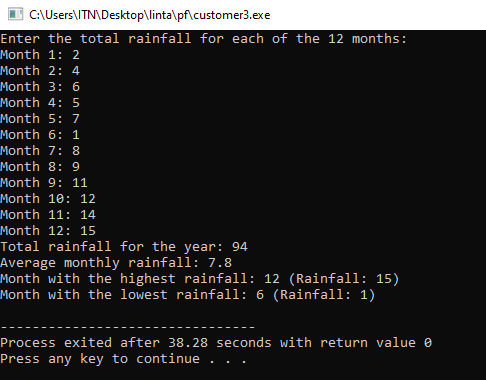 C:\Users\ITN\Desktop\linta\pf\customer3.exe
Enter the total rainfall for each of the 12 months:
Month 1: 2
Month 2: 4
Month 3: 6
Month 4: 5
Month 5: 7
Month 6: 1
Month 7: 8
Month 8: 9
Month 9: 11
Month 10: 12
Month 11: 14
Month 12: 15
Total rainfall for the year: 94
Average monthly rainfall: 7.8
Month with the highest rainfall: 12 (Rainfall: 15)
Month with the lowest rainfall: 6 (Rainfall: 1)
--------------------------------
Process exited after 38.28 seconds with return value 0
Press any key to continue . . .